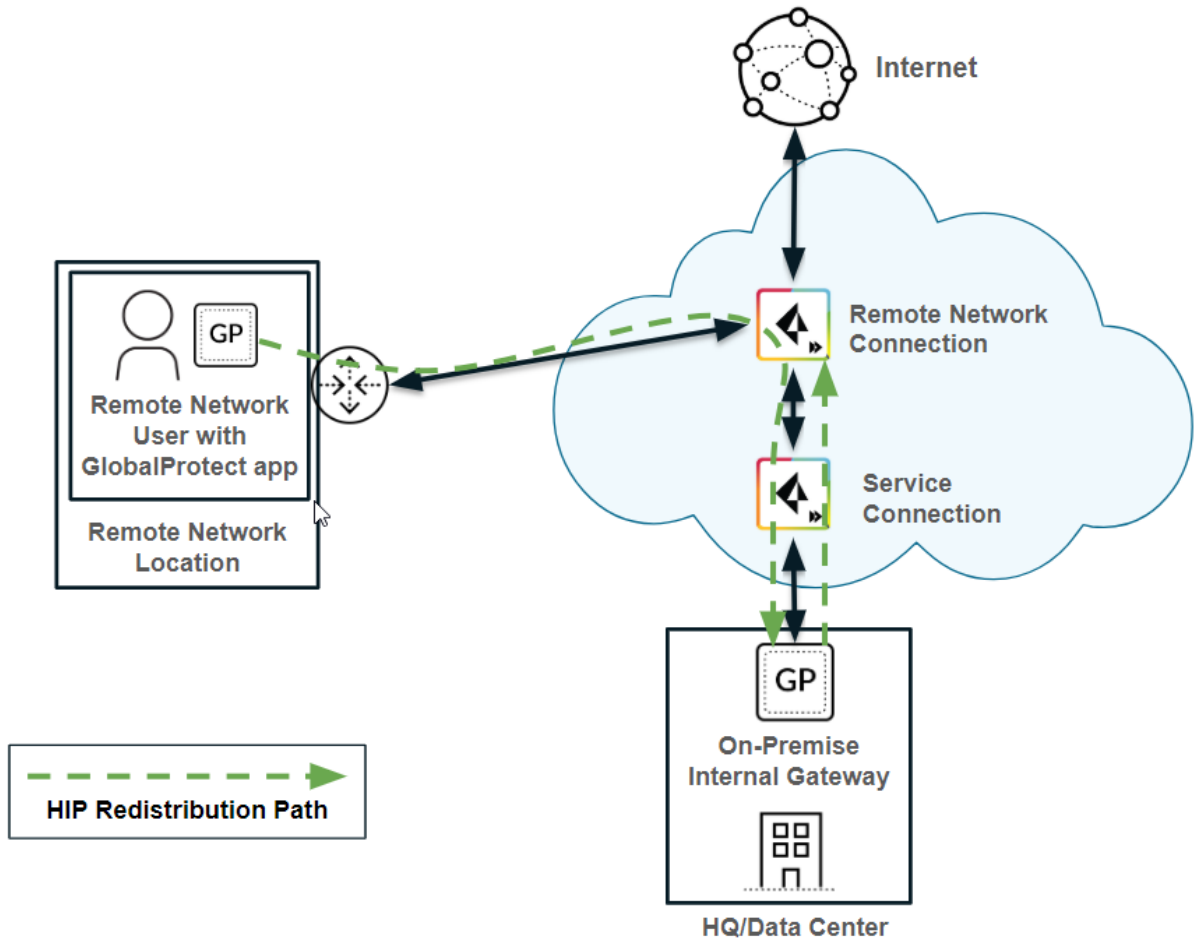 Internet
Remote Network
Connection
GP
Remote Network
User with
GlobalProtect app
Remote Network
Location
Service
Connection
GP
On-Premise
Internal Gateway
HIP Redistribution Path
HQ/Data Center